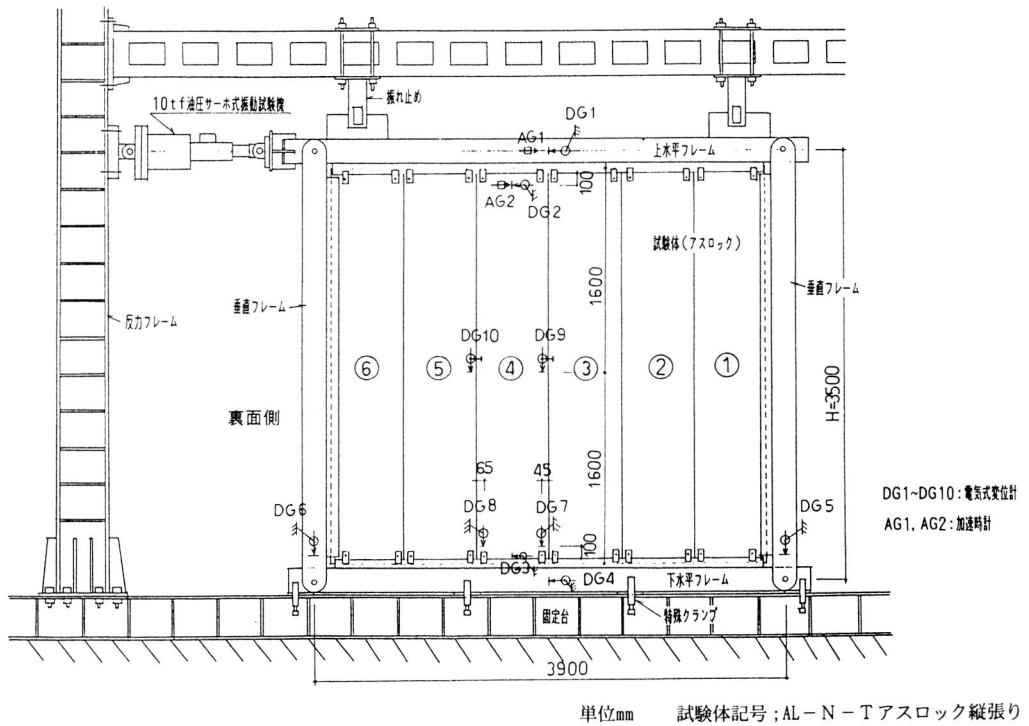 10tf油圧サーボ式振動試験機
振れ止め
DG1
AG1
上水平フレーム
100
AG2
DG2
試験体(アスロック)
1600
垂直フレーム
垂直フレーム
反力フレーム
DG10
DG9
⑥
⑤
④
③
②
①
H=3500
裏面側
65
45
1600
DG8
DG7
DG6
DG5
100
DG3
DG4
下水平フレーム
固定台
特殊クランプ
3900
DG1~DG10:電気式変位計
AG1, AG2:加速時計
単位mm 試験体記号;AL-N-Tアスロック縦張り